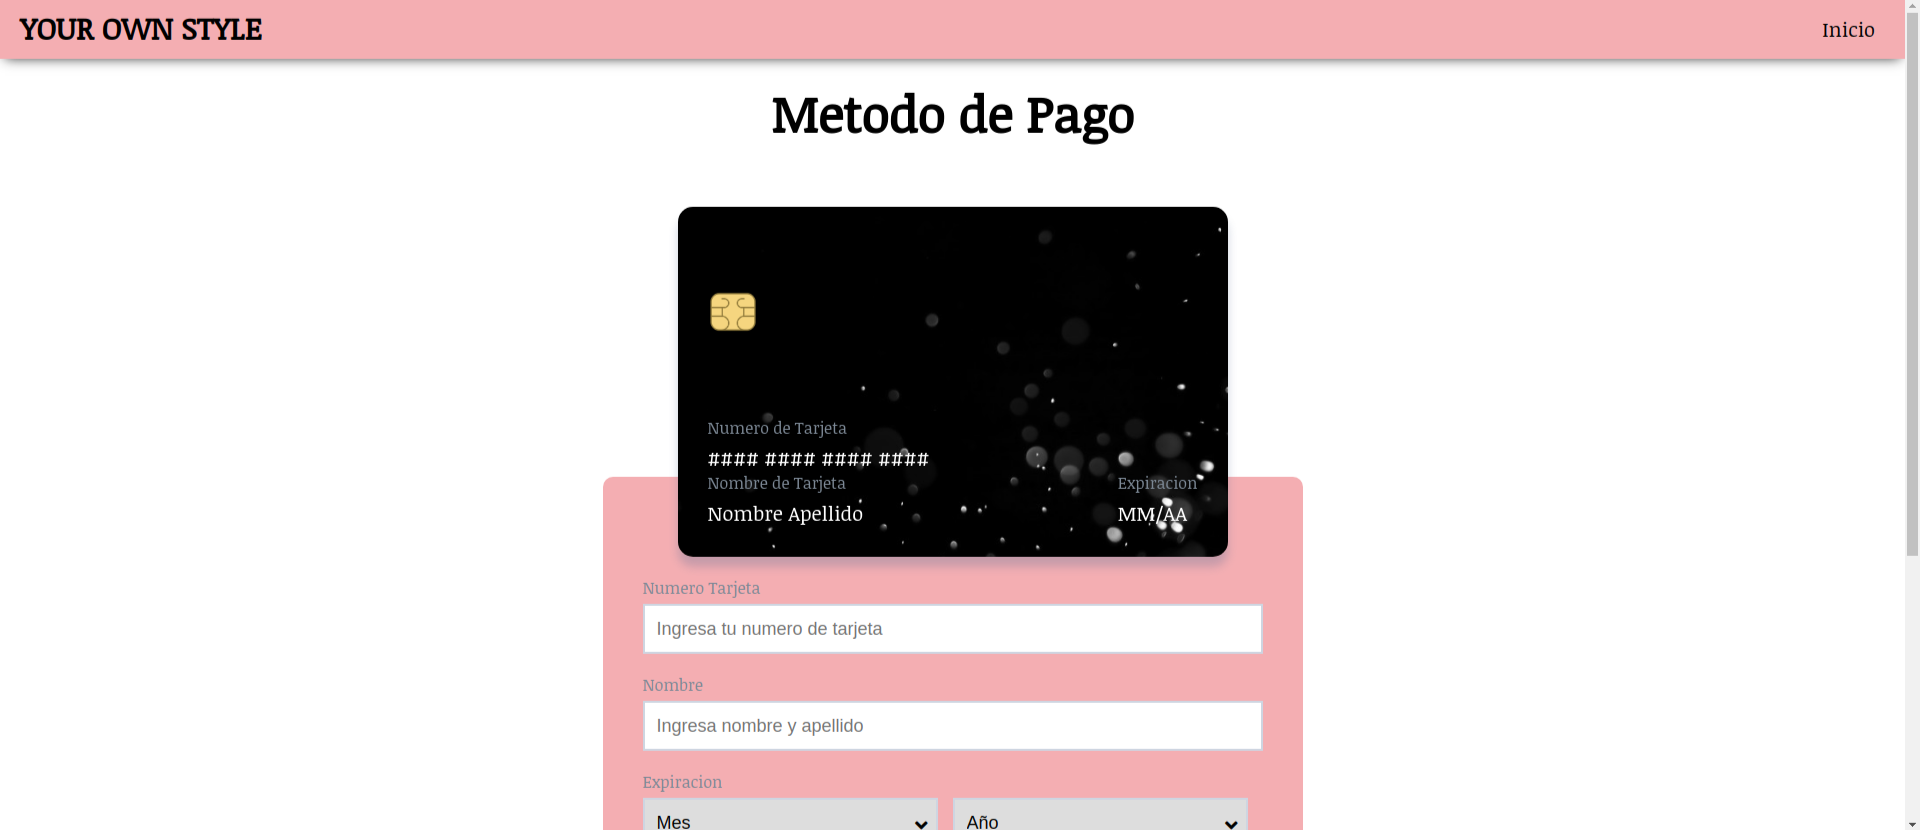 YOUR OWN STYLE
Inicio
Metodo de Pago
Numero de Tarjeta
#### #### #### ####
Nombre de Tarjeta
Expiracion
Nombre Apellido
MM/AA
Numero Tarjeta
Ingresa tu numero de tarjeta
Nombre
Ingresa nombre y apellido
Expiracion
Mes
Año